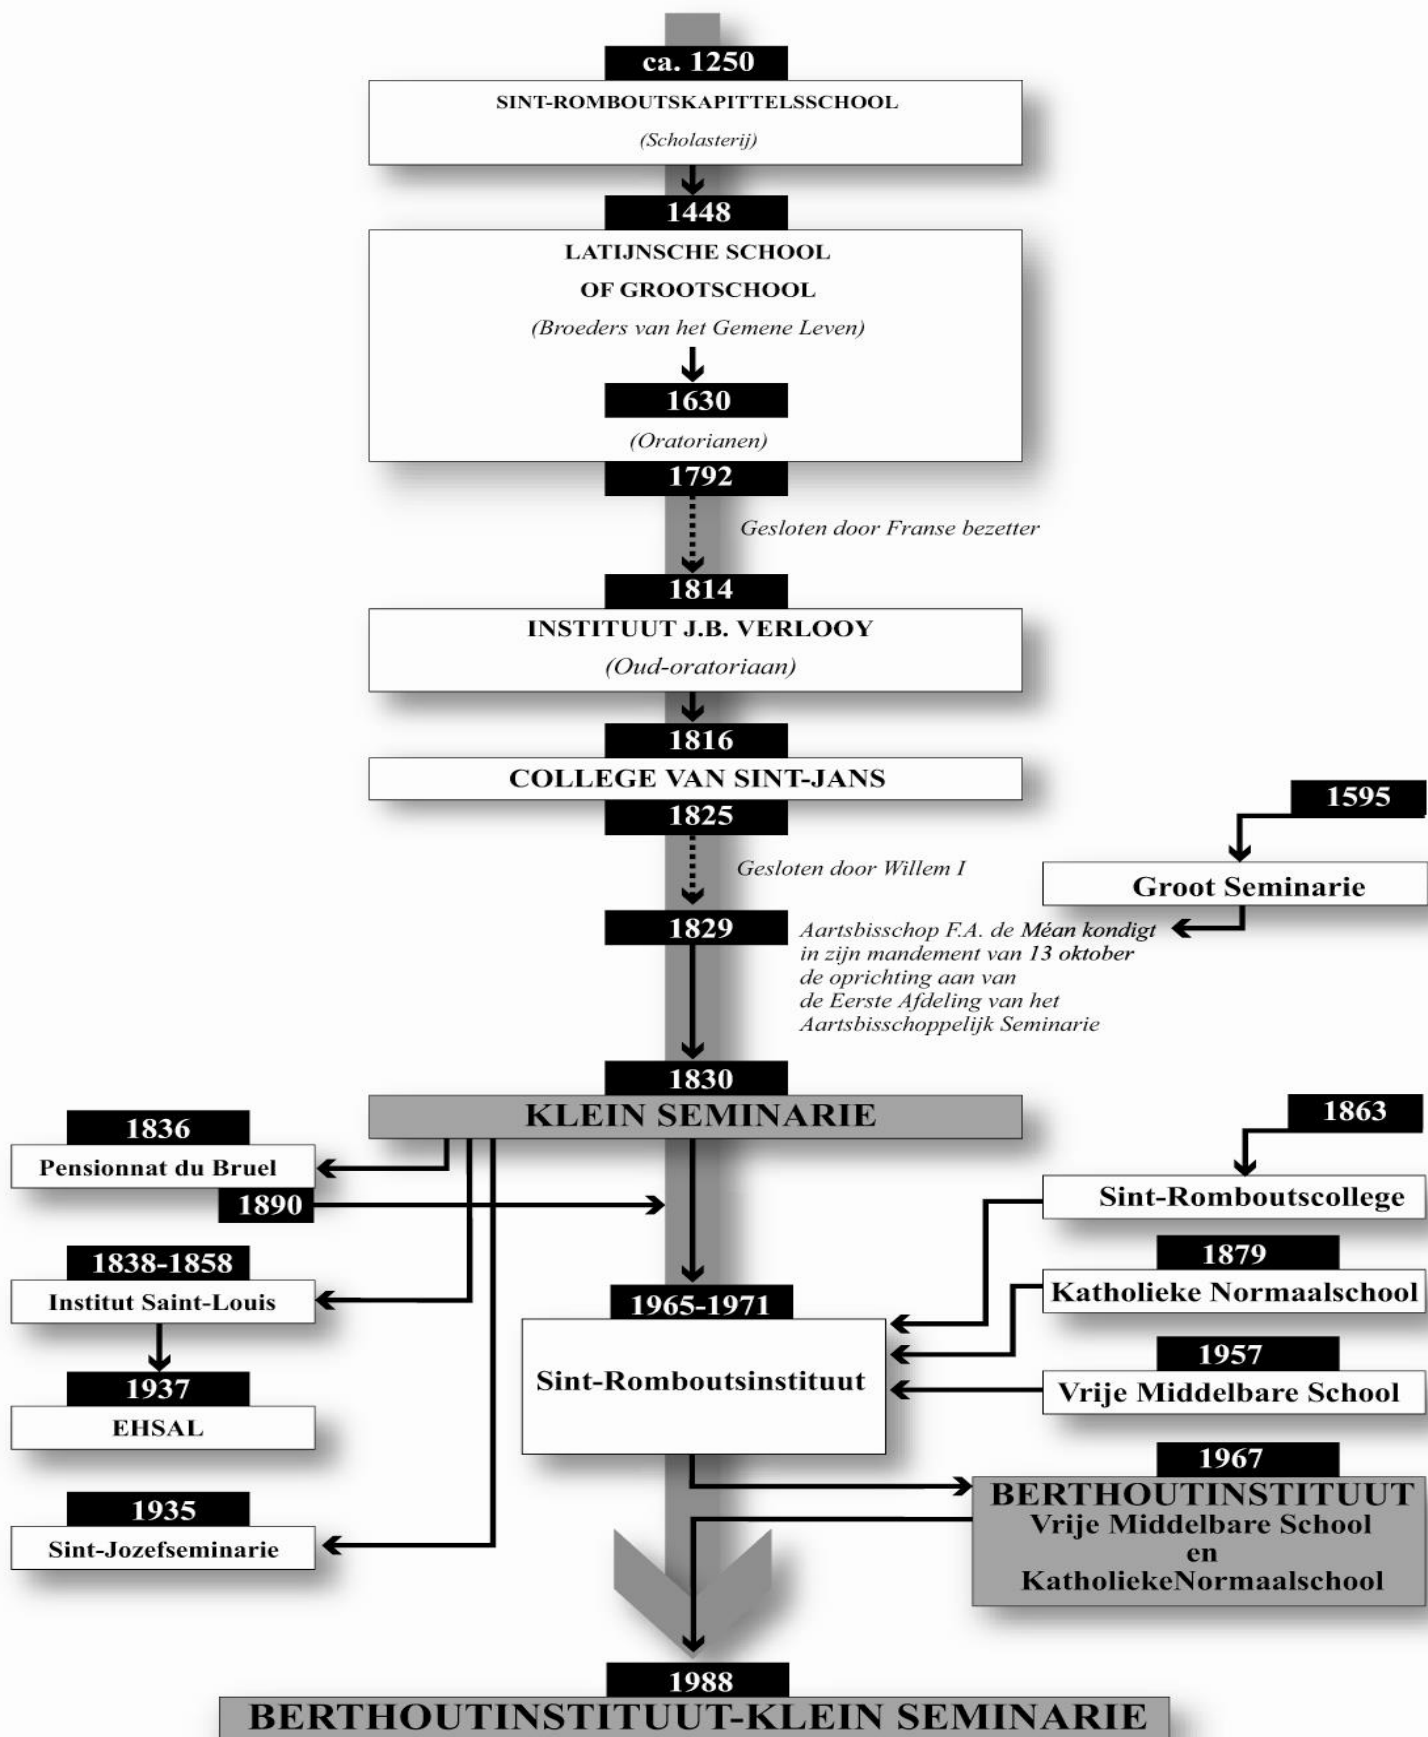 ca. 1250
SINT-ROMBOUTSKAPITTELSSCHOOL
(Scholasterij)
1448
LATIJNSCHE SCHOOL
OF GROOTSCHOOL
(Broeders van het Gemene Leven)
1630
(Oratorianen)
1792
Gesloten door Franse bezetter
1814
INSTITUUT J.B. VERLOOY
(Oud-oratoriaan)
1816
COLLEGE VAN SINT-JANS
1825
Gesloten door Willem I
1595
Groot Seminarie
1829
Aartsbisschop F.A. de Méan kondigt
in zijn mandement van 13 oktober
de oprichting aan van
de Eerste Afdeling van het
Aartsbisschoppelijk Seminarie
1830
KLEIN SEMINARIE
1836
Pensionnat du Bruel
1890
1838-1858
Institut Saint-Louis
1937
EHSAL
1935
Sint-Jozefseminarie
1863
Sint-Romboutscollege
1879
Katholieke Normaalschool
1957
Vrije Middelbare School
1965-1971
Sint-Romboutsinstituut
1967
BERTHOUTINSTITUUT
Vrije Middelbare School
en
KatholiekeNormaalschool
1988
BERTHOUTINSTITUUT-KLEIN SEMINARIE